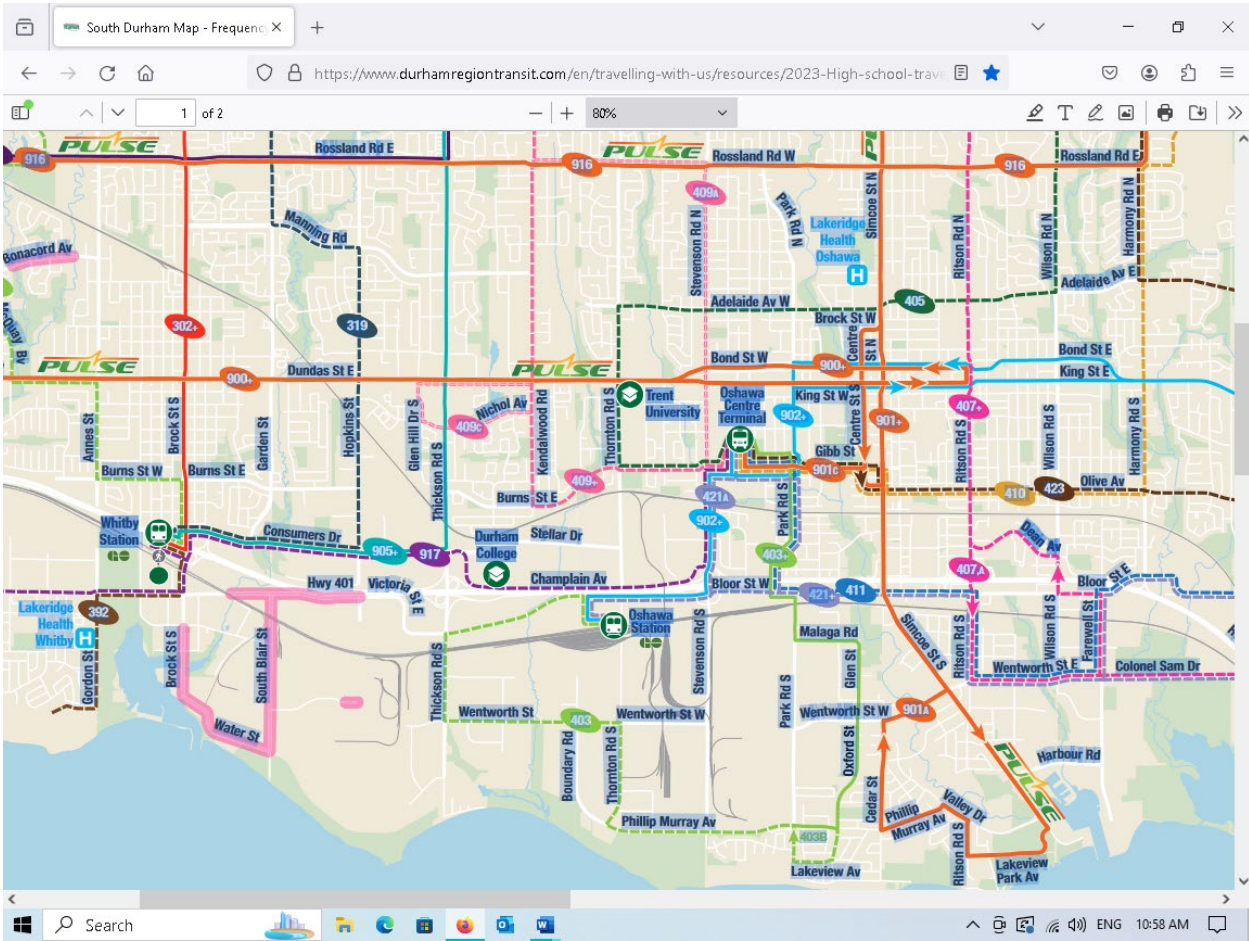 South Durham Map - Frequency
https://www.durhamregiontransit.com/en/travelling-with-us/resources/2023-High-school-trave
1 of 2
80%
PULSE
916
Rossland Rd E
916
PULSE
Rossland Rd W
PULSE
916
Rossland Rd E
409A
Manning Rd
Bonacord Av
Stevenson Rd N
Park Rd N
Lakeridge
Health
Oshawa
H
Simcoe St N
Ritson Rd N
Wilson Rd N
Harmony Rd N
Adelaide Av E
Adelaide Av W
405
302+
319
Brock St W
Centre
St N
PULSE
900+
Dundas St E
PULSE
Bond St W
900+
Bond St E
King St E
King St W
Annes St
Brock St S
Garden St
Hopkins St
Glen Hill Dr S
Nichol Av
409C
Kendalwood Rd
Thornton Rd S
Trent
University
Oshawa
Centre
Terminal
902+
Centre St S
901+
407+
Gibb St
901C
Burns St W
Burns St E
Thickson Rd S
Burns St E
409+
421A
902+
Park Rd S
Ritson Rd S
Wilson Rd S
Harmony Rd S
410
423
Olive Av
Whitby
Station
GO
Consumers Dr
905+
917
Durham
College
Stellar Dr
Champlain Av
403+
Dean Av
407A
Bloor St E
Hwy 401
Victoria St E
Bloor St W
421+
411
Lakeridge
Health
Whitby
H
392
Gordon St
Brock St S
South Blair St
Water St
Oshawa
Station
GO
Stevenson Rd S
Malaga Rd
Glen St
Simcoe St S
Ritson Rd S
Wilson Rd S
Farewell St
Wentworth St E
Colonel Sam Dr
Thickson Rd S
Wentworth St
403
Wentworth St W
Park Rd S
Wentworth St W
901A
Boundary Rd
Thornton Rd S
Oxford St
Cedar St
PULSE
Harbour Rd
Phillip Murray Av
403B
Phillip
Murray Av
Valley Dr
Ritson Rd S
Lakeview Av
Lakeview
Park Av
Search
ENG
10:58 AM